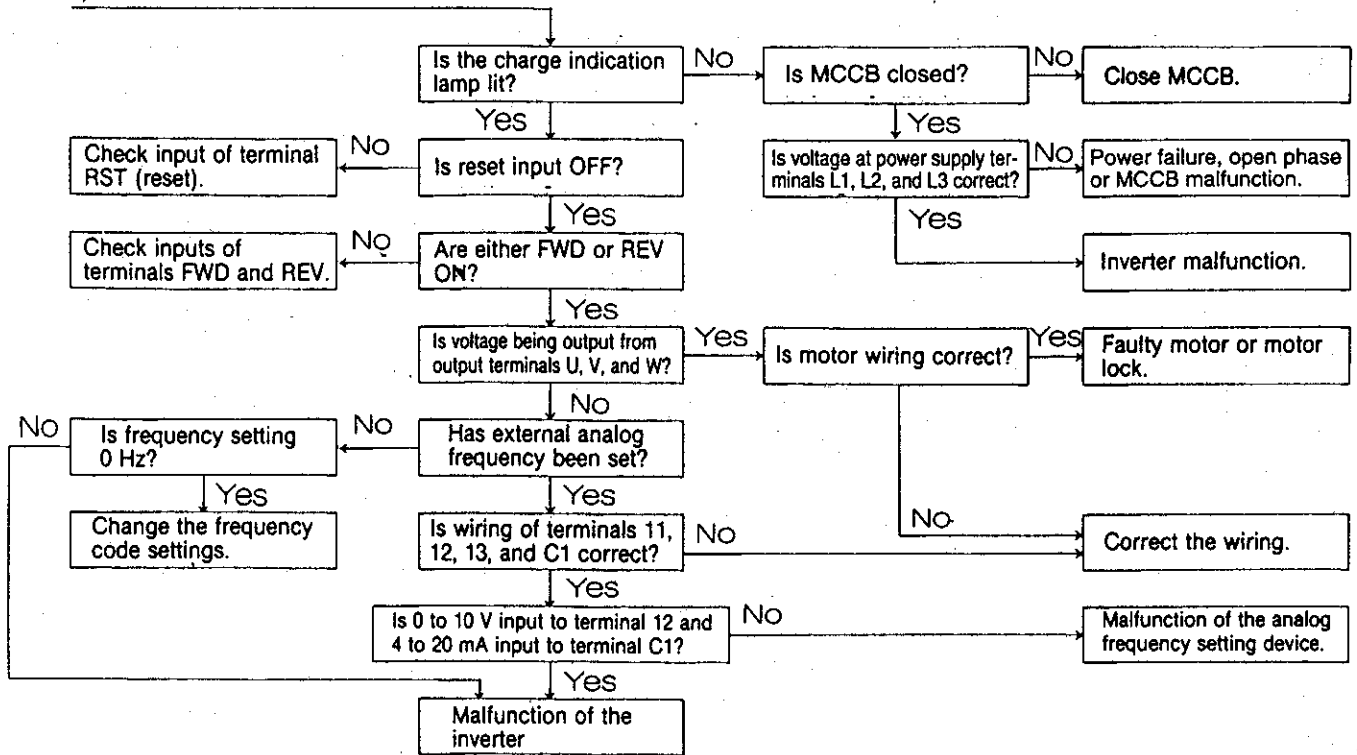 Is the charge indication
lamp lit?
No
Is MCCB closed?
No
Close MCCB.
Yes
Yes
Check input of terminal
RST (reset).
No
Is reset input OFF?
Is voltage at power supply ter-
minals L1, L2, and L3 correct?
No
Power failure, open phase
or MCCB malfunction.
Yes
Yes
Check inputs of
terminals FWD and REV.
No
Are either FWD or REV
ON?
Inverter malfunction.
Yes
Is voltage being output from
output terminals U, V, and W?
Yes
Is motor wiring correct?
Yes
Faulty motor or motor
lock.
No
No
Is frequency setting
0 Hz?
No
Has external analog
frequency been set?
Yes
Yes
Change the frequency
code settings.
Is wiring of terminals 11,
12, 13, and C1 correct?
No
No
Correct the wiring.
Yes
Is 0 to 10 V input to terminal 12 and
4 to 20 mA input to terminal C1?
No
Malfunction of the analog
frequency setting device.
Yes
Malfunction of the
inverter